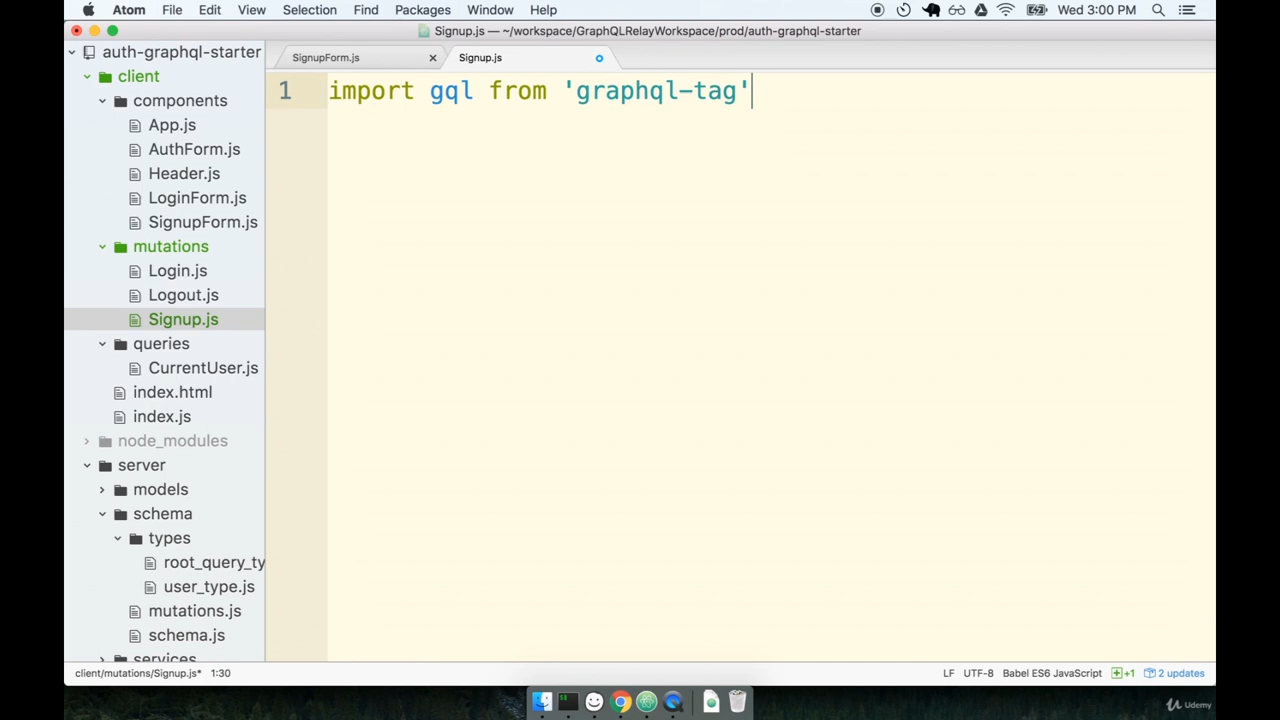 Atom File Edit View Selection Find Packages Window Help Wed 3:00 PM
Signup.js — ~/workspace/GraphQLRelayWorkspace/prod/auth-graphql-starter
auth-graphql-starter
client
components
App.js
AuthForm.js
Header.js
LoginForm.js
SignupForm.js
mutations
Login.js
Logout.js
Signup.js
queries
CurrentUser.js
index.html
index.js
node_modules
server
models
schema
types
root_query_ty
user_type.js
mutations.js
schema.js
services
SignupForm.js Signup.js
1 import gql from 'graphql-tag'
client/mutations/Signup.js* 1:30 LF UTF-8 Babel ES6 JavaScript +1 2 updates
Udemy